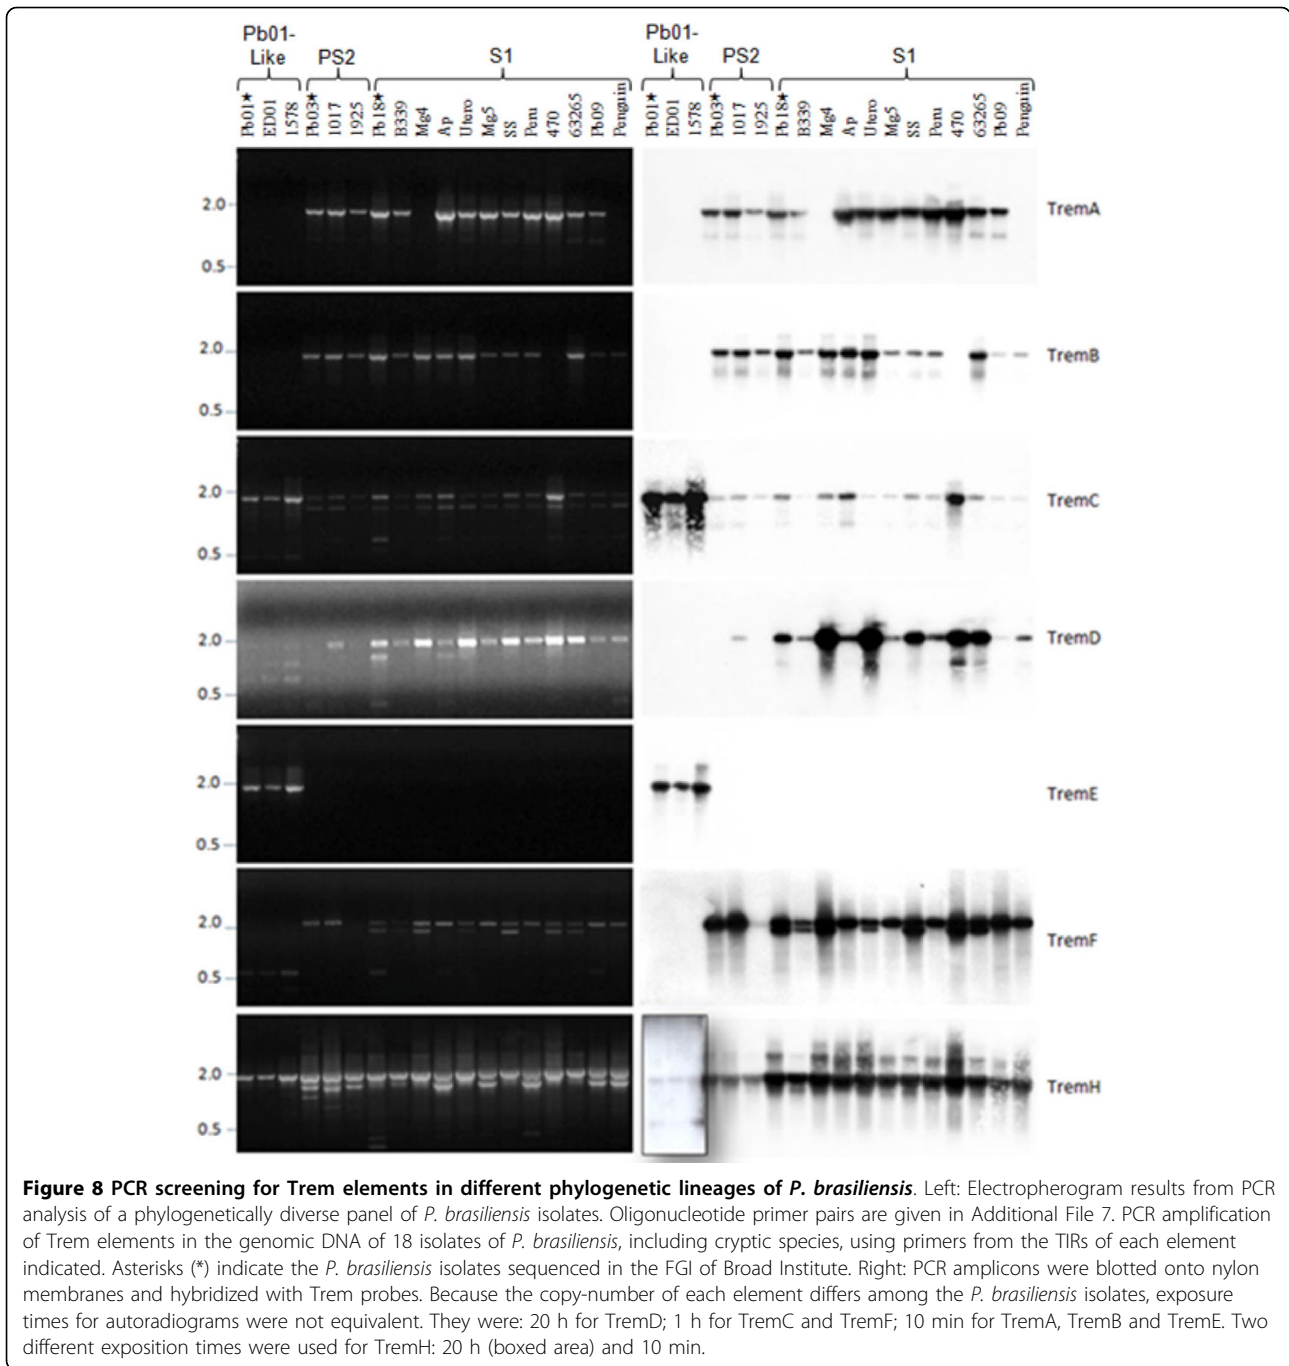 Pb01-
Like
PS2
S1
Pb01*
ED01
1578
Pb03*
1017
1925
Pb18*
B339
Mg4
Ap
Utero
Mg5
SS
Peru
470
63265
Pb09
Penguin
Pb01-
Like
PS2
S1
Pb01*
ED01
1578
Pb03*
1017
1925
Pb18*
B339
Mg4
Ap
Utero
Mg5
SS
Peru
470
63265
Pb09
Penguin
2.0
0.5
TremA
2.0
0.5
TremB
2.0
0.5
TremC
2.0
0.5
TremD
2.0
0.5
TremE
2.0
0.5
TremF
2.0
0.5
TremH
Figure 8 PCR screening for Trem elements in different phylogenetic lineages of P. brasiliensis. Left: Electropherogram results from PCR
analysis of a phylogenetically diverse panel of P. brasiliensis isolates. Oligonucleotide primer pairs are given in Additional File 7. PCR amplification
of Trem elements in the genomic DNA of 18 isolates of P. brasiliensis, including cryptic species, using primers from the TIRs of each element
indicated. Asterisks (*) indicate the P. brasiliensis isolates sequenced in the FGI of Broad Institute. Right: PCR amplicons were blotted onto nylon
membranes and hybridized with Trem probes. Because the copy-number of each element differs among the P. brasiliensis isolates, exposure
times for autoradiograms were not equivalent. They were: 20 h for TremD; 1 h for TremC and TremF; 10 min for TremA, TremB and TremE. Two
different exposition times were used for TremH: 20 h (boxed area) and 10 min.